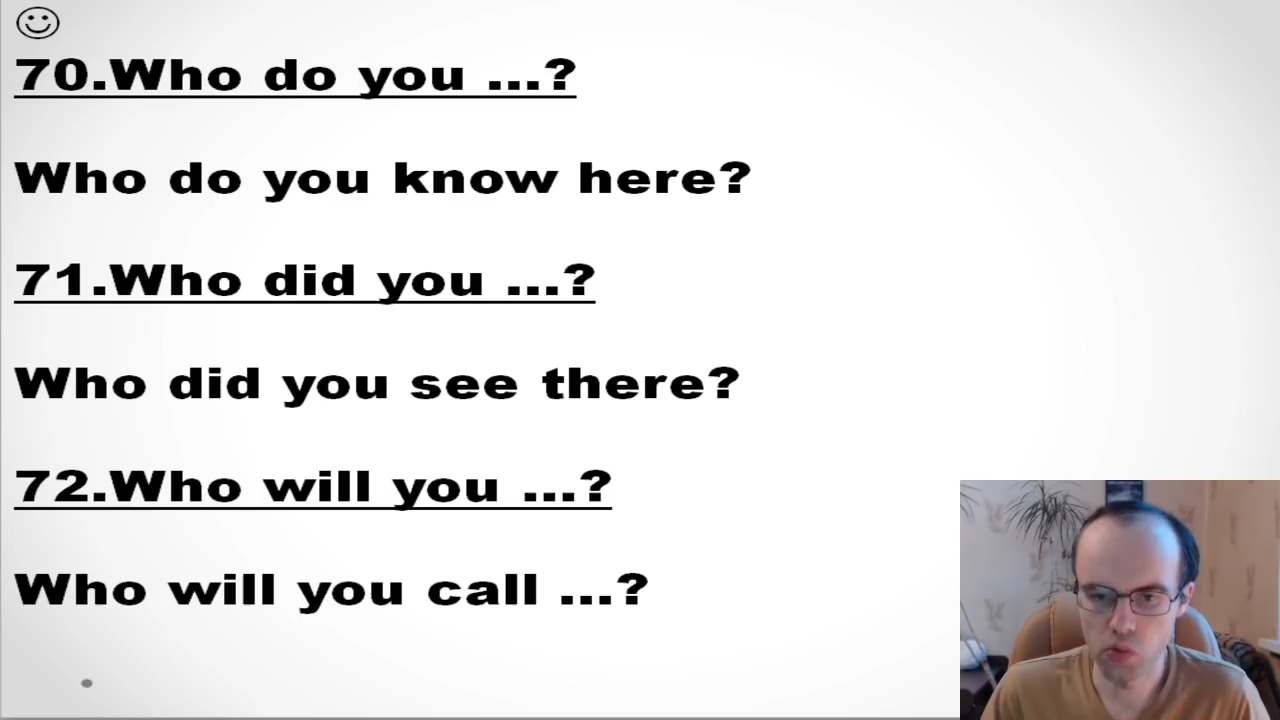 70.Who do you ...?
Who do you know here?
71.Who did you ...?
Who did you see there?
72.Who will you ...?
Who will you call ...?